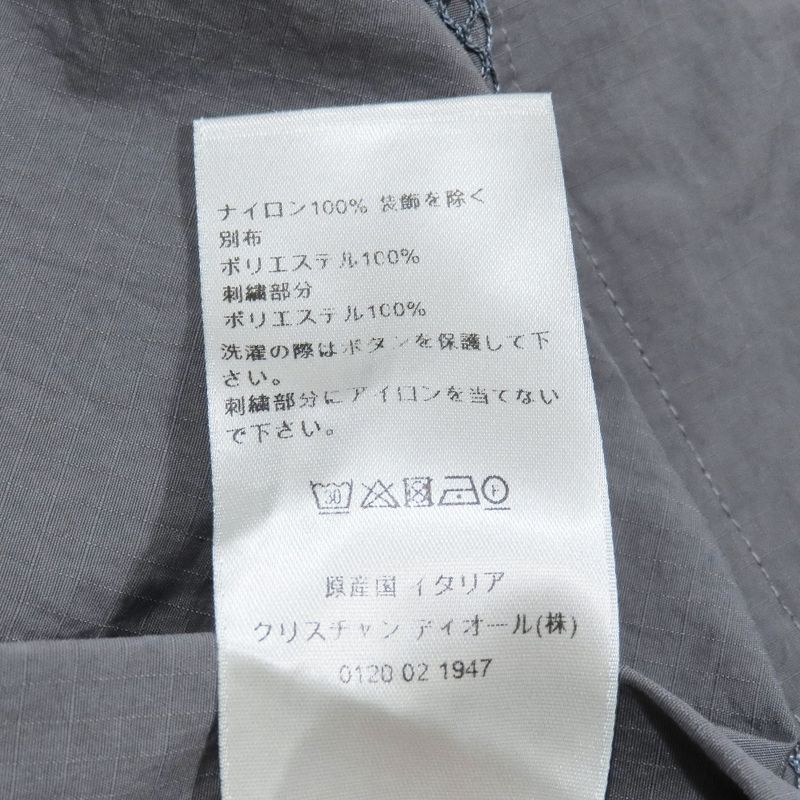 ナイロン100% 装飾を除く
別布
ポリエステル100%
刺繍部分
ポリエステル100%
洗濯の際はボタンを保護して下
さい。
刺繍部分にアイロンを当てない
で下さい。
30 F
原産国 イタリア
クリスチャン ディオール(株)
0120 02 1947